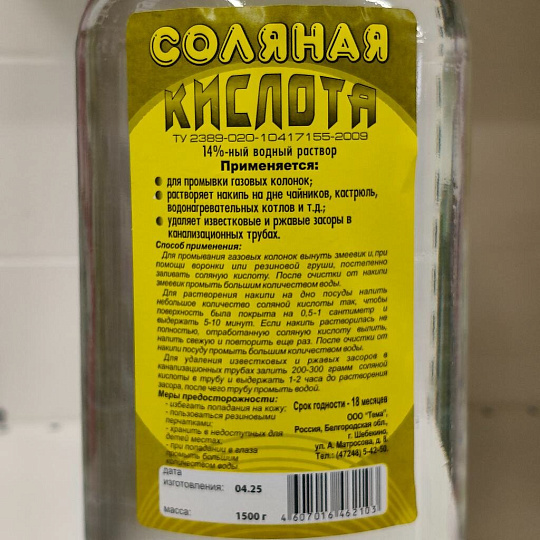 СОЛЯНАЯ
КИСЛОТА
ТУ 2389-020-10417155-2009
14%-ный водный раствор
Применяется:
для промывки газовых колонок;
растворяет накипь на дне чайников, кастрюль,
водонагревательных котлов и т.д.;
удаляет известковые и ржавые засоры в
канализационных трубах.
Способ применения:
Для промывания газовых колонок вынуть змеевик и, при
помощи воронки или резиновой груши, постепенно
заливать соляную кислоту. После очистки от накипи
змеевик промыть большим количеством воды.
Для растворения накипи на дно посуды налить
небольшое количество соляной кислоты так, чтобы
поверхность была покрыта на 0,5-1 сантиметр и
выдержать 5-10 минут. Если накипь растворилась не
полностью, отработанную соляную кислоту вылить,
налить свежую и повторить еще раз. После очистки от
накипи посуду промыть большим количеством воды.
Для удаления известковых и ржавых засоров в
канализационных трубах залить 200-300 грамм соляной
кислоты в трубу и выдержать 1-2 часа до растворения
засора, после чего трубу промыть водой.
Меры предосторожности:
- избегать попадания на кожу;
- пользоваться резиновыми
перчатками;
- хранить в недоступных для
детей местах;
- при попадании в глаза
промыть большим
количеством воды.
Срок годности - 18 месяцев
ООО "Тема",
Россия, Белгородская обл.,
г. Шебекино,
ул. А. Матросова, д. 8.
Тел.: (47248) 5-42-50.
дата
изготовления: 04.25
масса: 1500 г
4 607016 462103